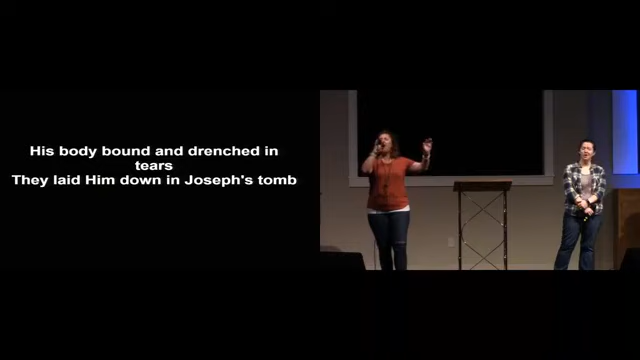 His body bound and drenched in
tears
They laid Him down in Joseph's tomb